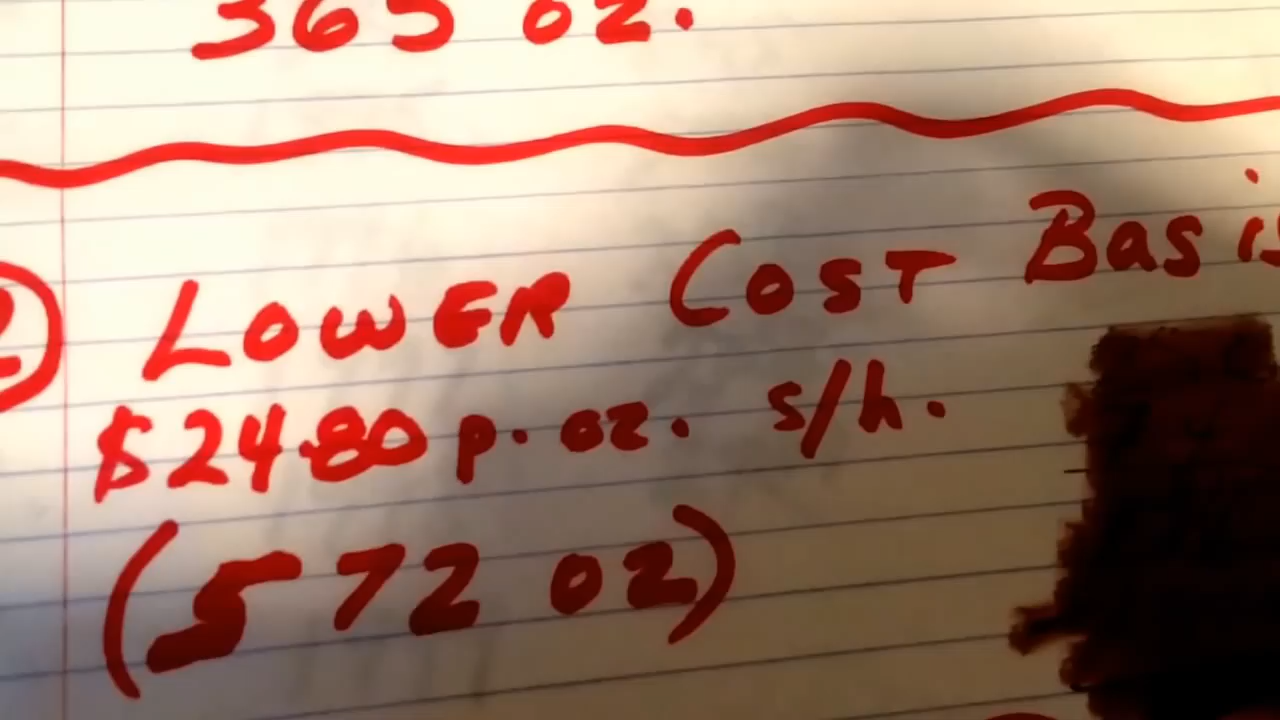 365 oz.
2 LOWER COST Basis
$24.80 p. oz. s/h.
(572 oz)